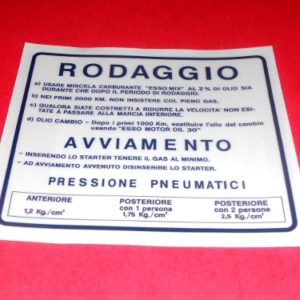 RODAGGIO
a) USARE MISCELA CARBURANTE "ESSO MIX" AL 2% DI OLIO SIA
DURANTE CHE DOPO IL PERIODO DI RODAGGIO.
b) NEI PRIMI 2000 KM. NON INSISTERE COL PIENO GAS.
c) QUALORA SIATE COSTRETTI A RIDURRE LA VELOCITA' NON ESI-
TATE A PASSARE ALLA MARCIA INFERIORE.
d) OLIO CAMBIO - Dopo i primi 1000 Km. sostituire l'olio del cambio
usando "ESSO MOTOR OIL 30"
AVVIAMENTO
- INSERENDO LO STARTER TENERE IL GAS AL MINIMO.
- AD AVVIAMENTO AVVENUTO DISINSERIRE LO STARTER.
PRESSIONE PNEUMATICI
ANTERIORE
1,2 Kg./cm²
POSTERIORE
con 1 persona
1,75 Kg./cm²
POSTERIORE
con 2 persone
2,5 Kg./cm²